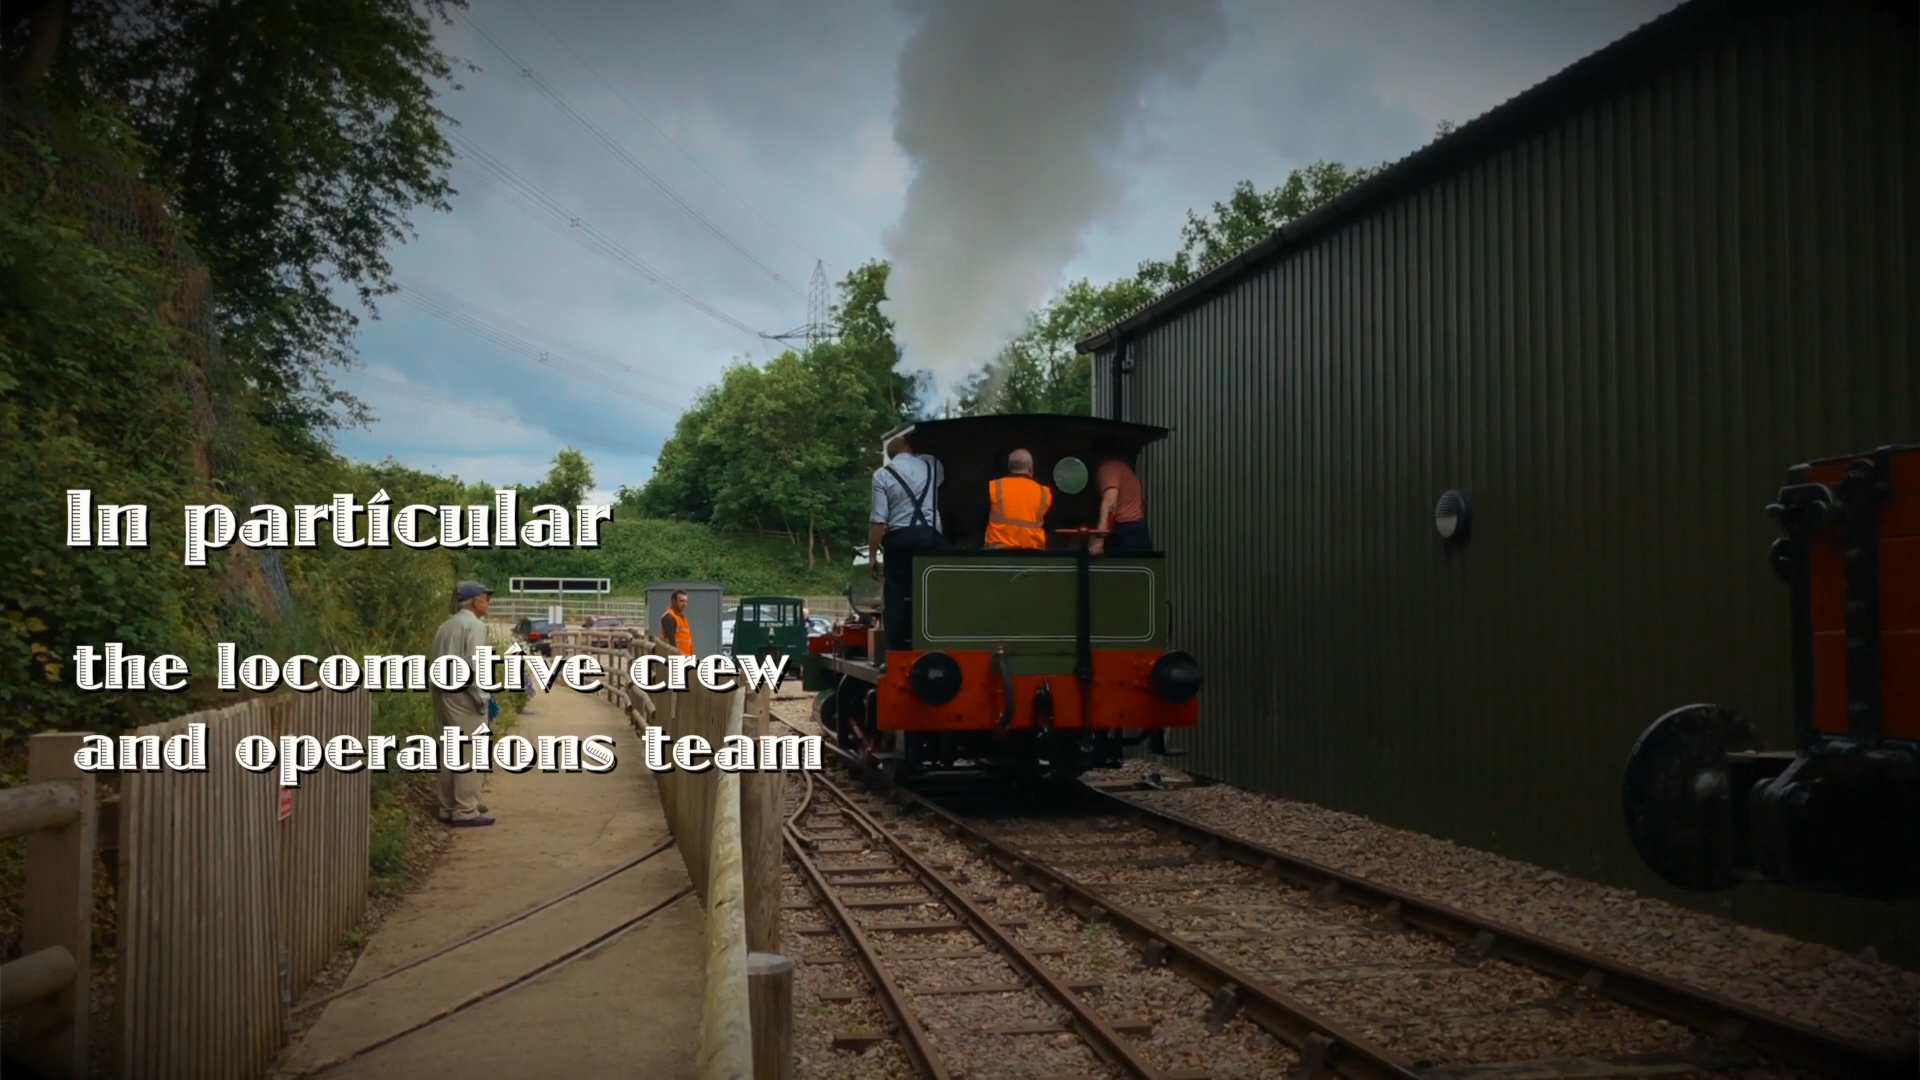 In particular
the locomotive crew
and operations team